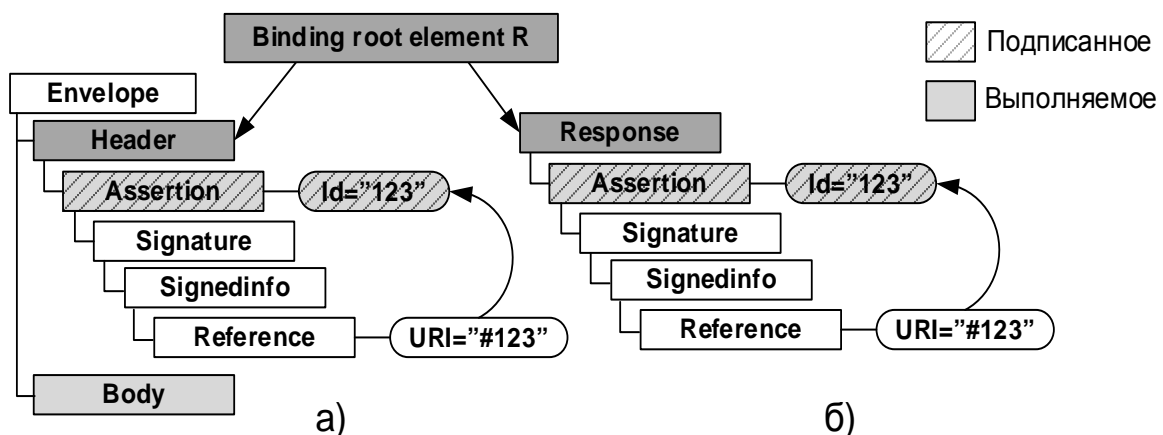 Binding root element R
Подписанное
Выполняемое
Envelope
Header
Assertion
Id=”123”
Signature
Signedinfo
Reference
URI=”#123”
Body
а)
Response
Assertion
Id=”123”
Signature
Signedinfo
Reference
URI=”#123”
б)